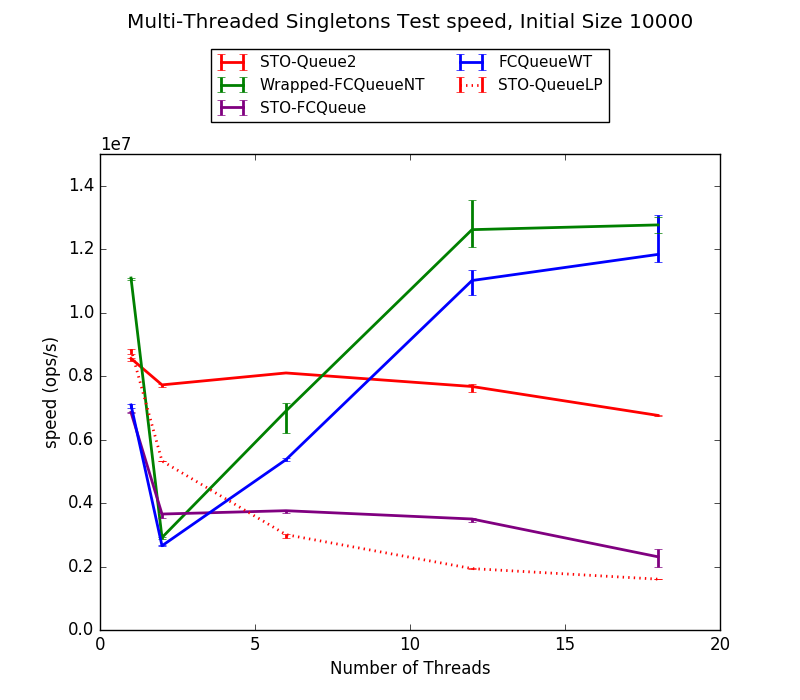 Multi-Threaded Singletons Test speed, Initial Size 10000
STO-Queue2
Wrapped-FCQueueNT
STO-FCQueue
FCQueueWT
STO-QueueLP
1e7
1.4
1.2
1.0
0.8
0.6
0.4
0.2
0.0
speed (ops/s)
0 5 10 15 20
Number of Threads